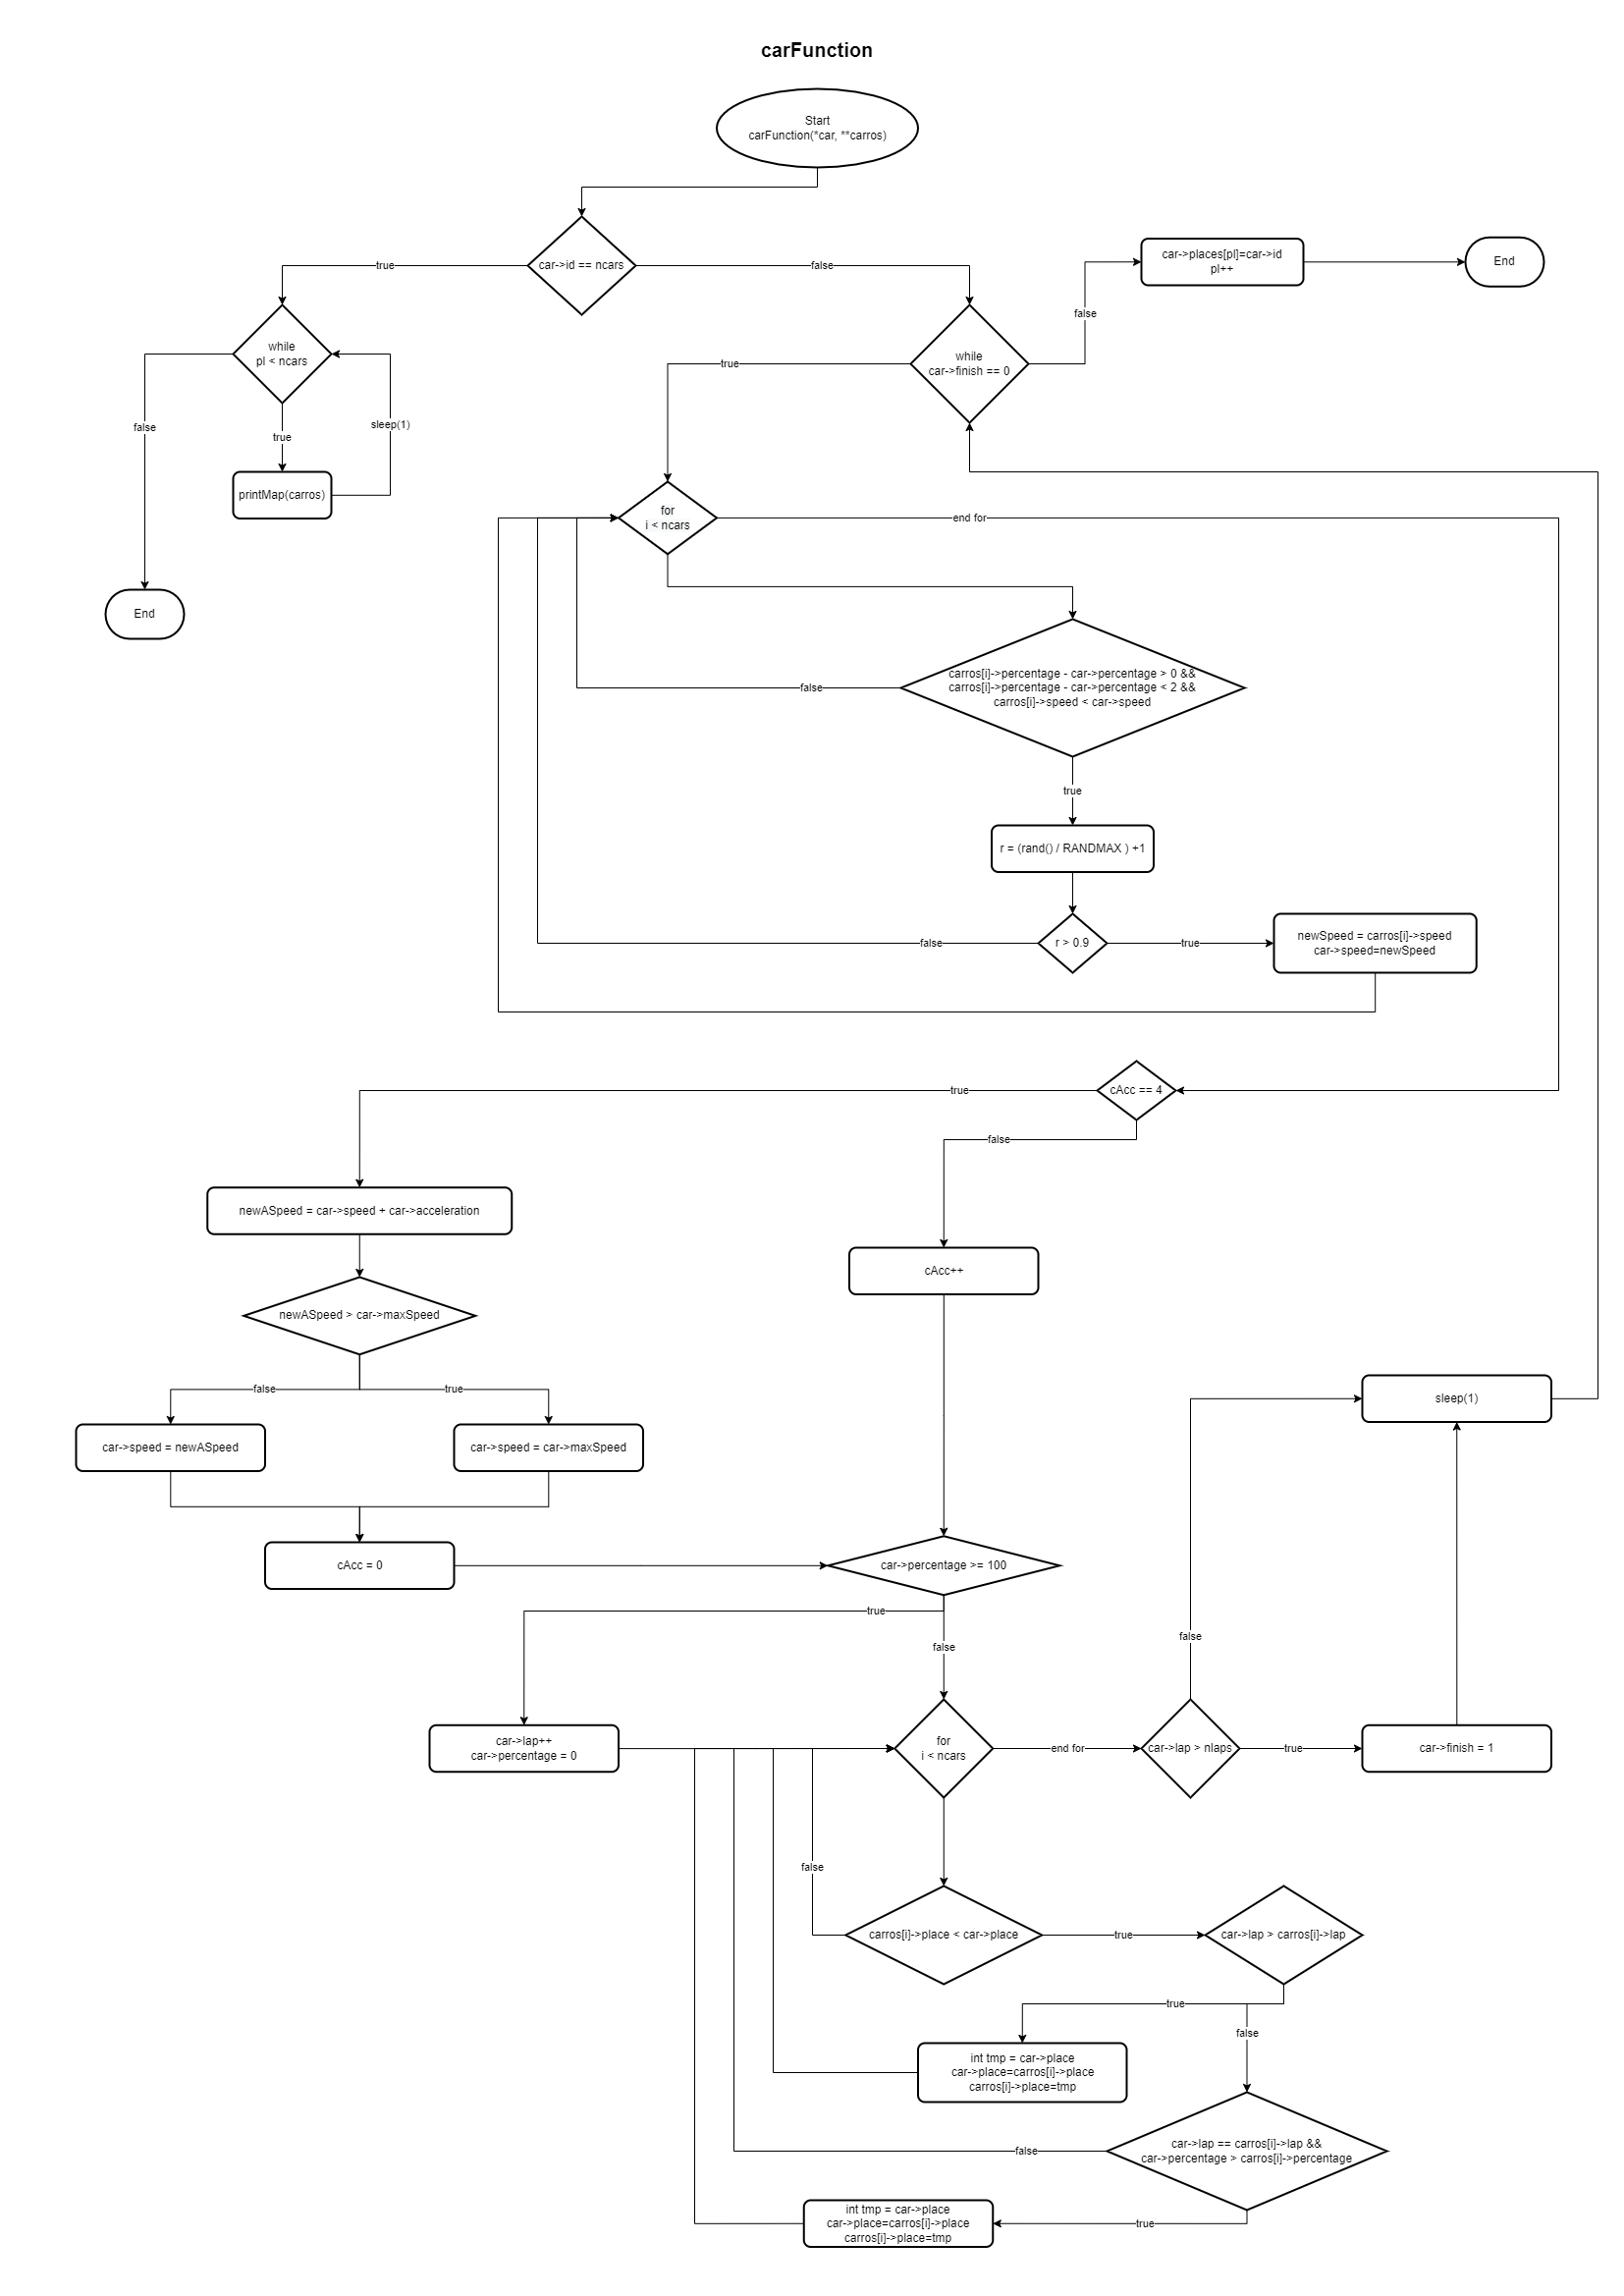 carFunction
Start
carFunction(*car, **carros)
car->id == ncars
true
false
car->places[pl]=car->id
pl++
End
while
pl < ncars
false
true
sleep(1)
printMap(carros)
End
while
car->finish == 0
true
false
for
i < ncars
end for
carros[i]->percentage - car->percentage > 0 &&
carros[i]->percentage - car->percentage < 2 &&
carros[i]->speed < car->speed
false
true
r = (rand() / RANDMAX ) +1
r > 0.9
false
true
newSpeed = carros[i]->speed
car->speed=newSpeed
cAcc == 4
true
false
newASpeed = car->speed + car->acceleration
cAcc++
newASpeed > car->maxSpeed
false
true
car->speed = newASpeed
car->speed = car->maxSpeed
sleep(1)
cAcc = 0
car->percentage >= 100
true
false
car->lap++
car->percentage = 0
for
i < ncars
end for
car->lap > nlaps
false
true
car->finish = 1
false
carros[i]->place < car->place
true
car->lap > carros[i]->lap
true
false
int tmp = car->place
car->place=carros[i]->place
carros[i]->place=tmp
car->lap == carros[i]->lap &&
car->percentage > carros[i]->percentage
false
true
int tmp = car->place
car->place=carros[i]->place
carros[i]->place=tmp